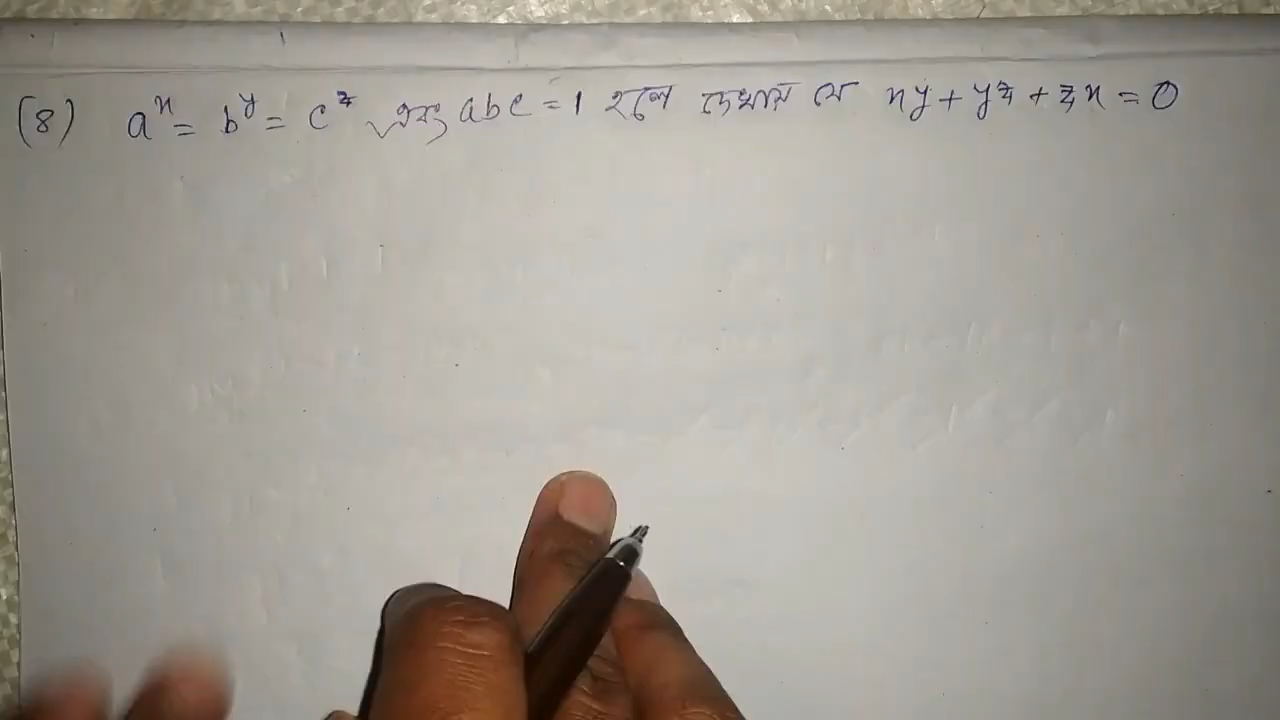 (8) aˣ = bʸ = cᶻ এবং abc = 1 হলে দেখাও যে xy + yz + zx = 0